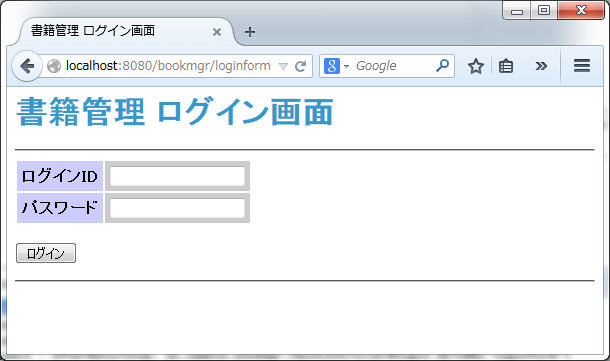 書籍管理 ログイン画面
localhost:8080/bookmgr/loginform
8 Google
書籍管理 ログイン画面
ログインID
パスワード
ログイン